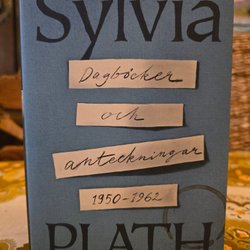 Sylvia
Dagböcker
och
anteckningar
1950-1962
PLATH